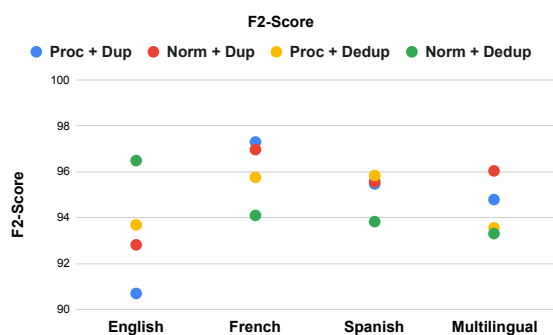 F2-Score
Proc + Dup Norm + Dup Proc + Dedup Norm + Dedup
100
98
96
94
92
90
F2-Score
English French Spanish Multilingual